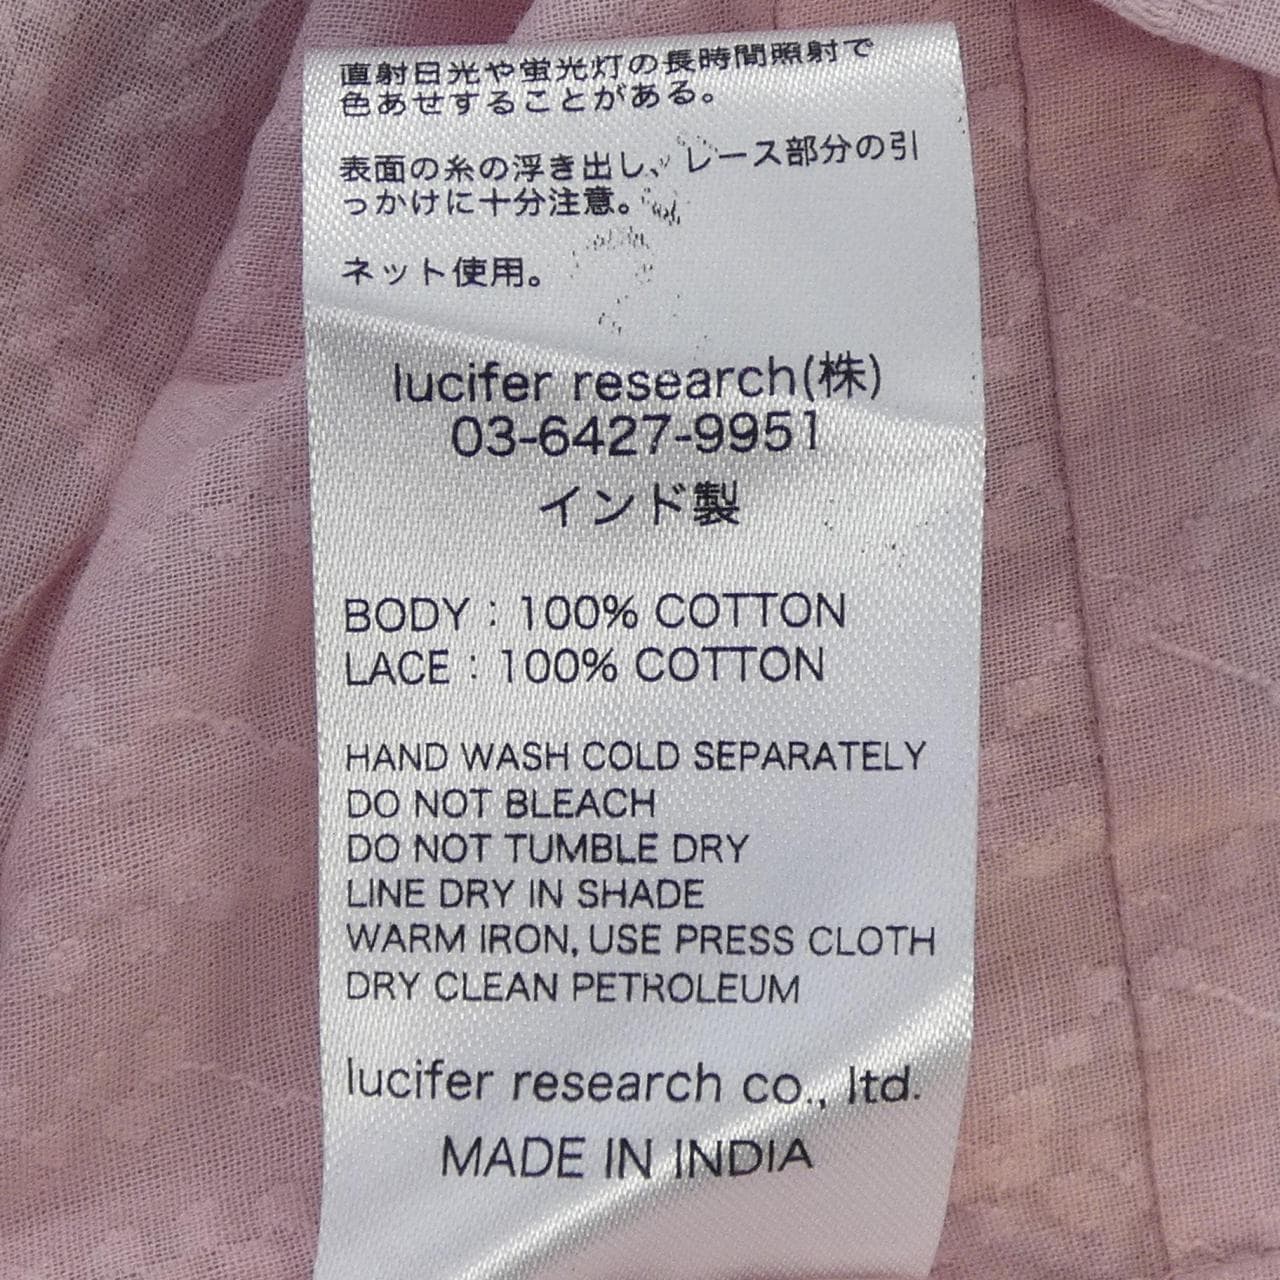 直射日光や蛍光灯の長時間照射で
色あせすることがある。
表面の糸の浮き出し、レース部分の引
っかけに十分注意。
ネット使用。
lucifer research(株)
03-6427-9951
インド製
BODY : 100% COTTON
LACE : 100% COTTON
HAND WASH COLD SEPARATELY
DO NOT BLEACH
DO NOT TUMBLE DRY
LINE DRY IN SHADE
WARM IRON, USE PRESS CLOTH
DRY CLEAN PETROLEUM
lucifer research co., ltd.
MADE IN INDIA